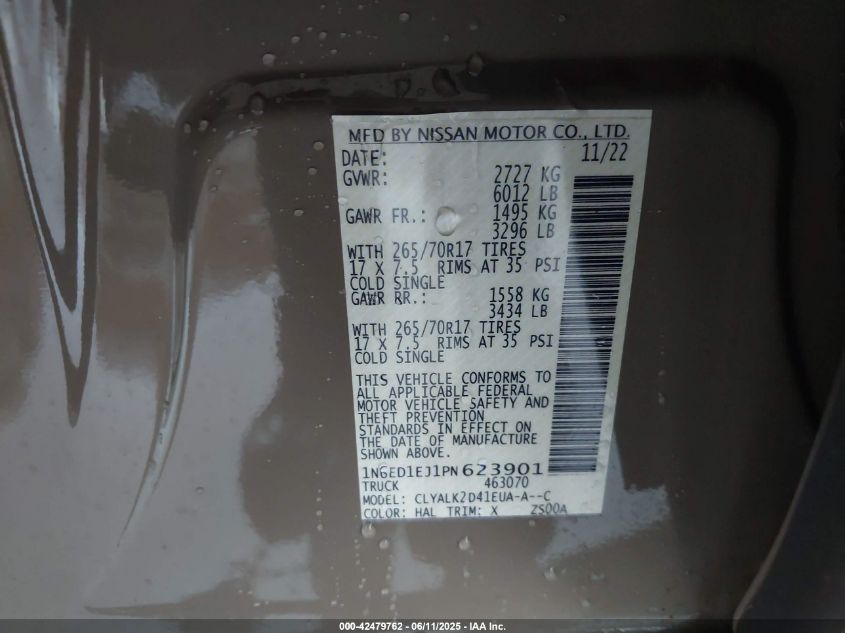 MFD BY NISSAN MOTOR CO., LTD.
DATE: 11/22
GVWR: 2727 KG
6012 LB
GAWR FR.: 1495 KG
3296 LB
WITH 265/70R17 TIRES
17 X 7.5 RIMS AT 35 PSI
COLD SINGLE
GAWR RR.: 1558 KG
3434 LB
WITH 265/70R17 TIRES
17 X 7.5 RIMS AT 35 PSI
COLD SINGLE
THIS VEHICLE CONFORMS TO
ALL APPLICABLE FEDERAL
MOTOR VEHICLE SAFETY AND
THEFT PREVENTION
STANDARDS IN EFFECT ON
THE DATE OF MANUFACTURE
SHOWN ABOVE.
1N6ED1EJ1PN623901
TRUCK 463070
MODEL: CLYALK2D41EUA-A--C
COLOR: HAL TRIM: X ZS00A
000-42479762 - 06/11/2025 - IAA Inc.